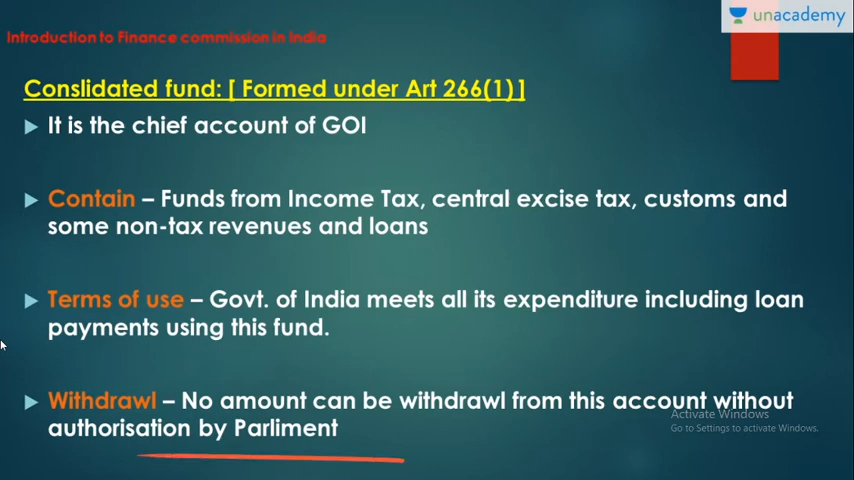 unacademy
Introduction to Finance commission in India
Conslidated fund: [ Formed under Art 266(1) ]
It is the chief account of GOI
Contain – Funds from Income Tax, central excise tax, customs and
some non-tax revenues and loans
Terms of use – Govt. of India meets all its expenditure including loan
payments using this fund.
Withdrawl – No amount can be withdrawl from this account without
authorisation by Parliment
Activate Windows
Go to Settings to activate Windows.